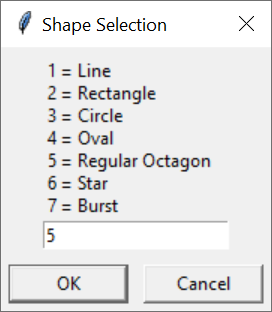 Shape Selection
1 = Line
2 = Rectangle
3 = Circle
4 = Oval
5 = Regular Octagon
6 = Star
7 = Burst
5
OK Cancel